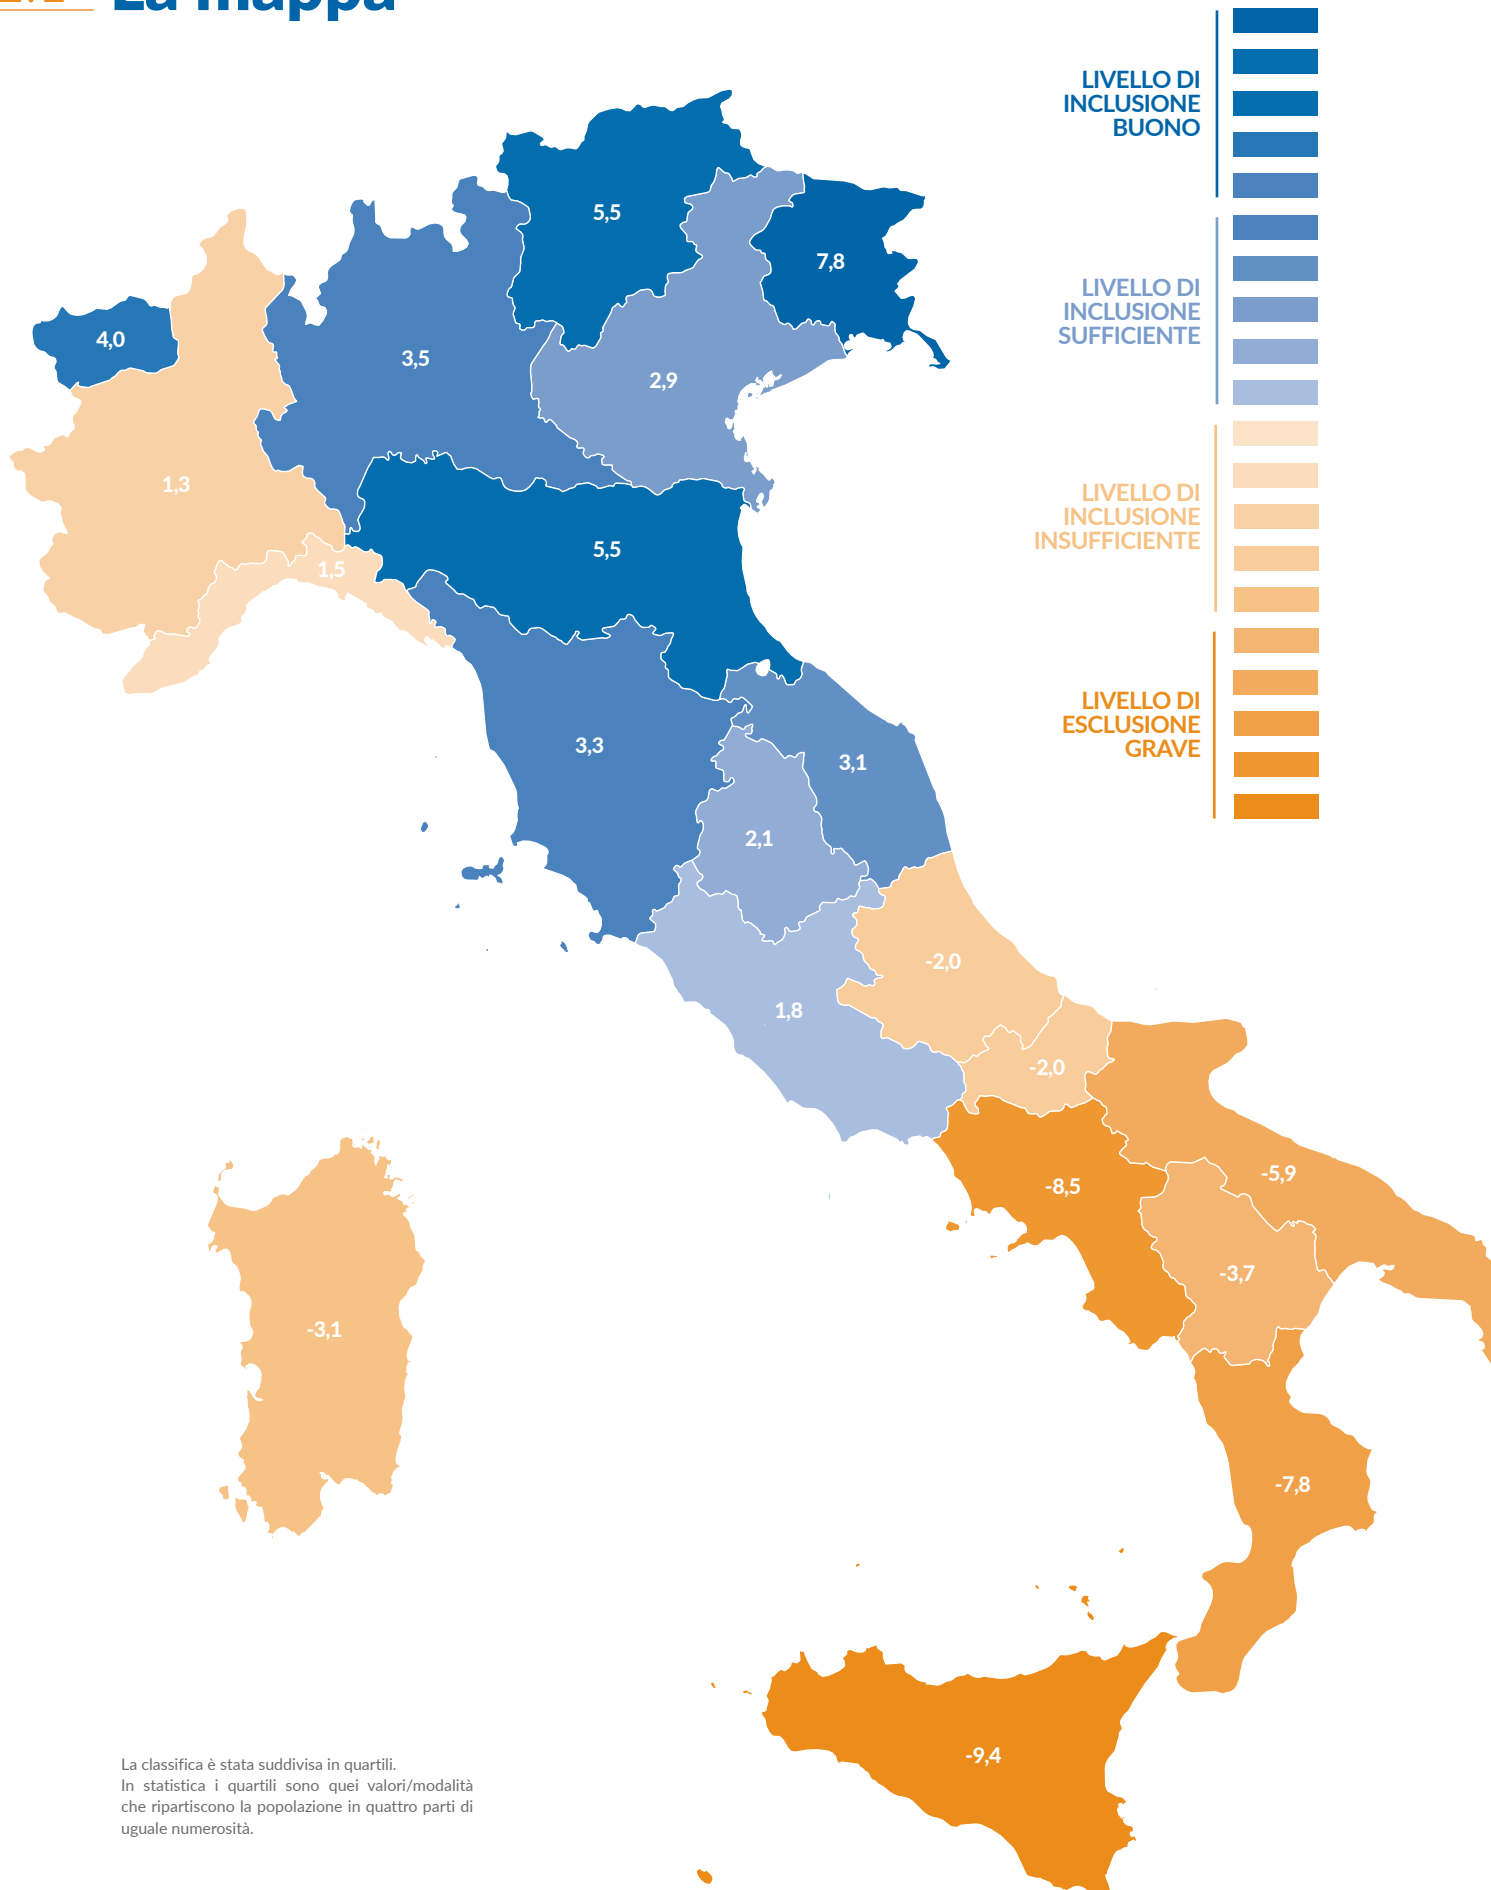 La mappa
LIVELLO DI
INCLUSIONE
BUONO
LIVELLO DI
INCLUSIONE
SUFFICIENTE
LIVELLO DI
INCLUSIONE
INSUFFICIENTE
LIVELLO DI
ESCLUSIONE
GRAVE
5,5
7,8
4,0
3,5
2,9
1,3
5,5
1,5
3,3
3,1
2,1
-2,0
1,8
-2,0
-5,9
-8,5
-3,7
-3,1
-7,8
-9,4
La classifica è stata suddivisa in quartili.
In statistica i quartili sono quei valori/modalità
che ripartiscono la popolazione in quattro parti di
uguale numerosità.